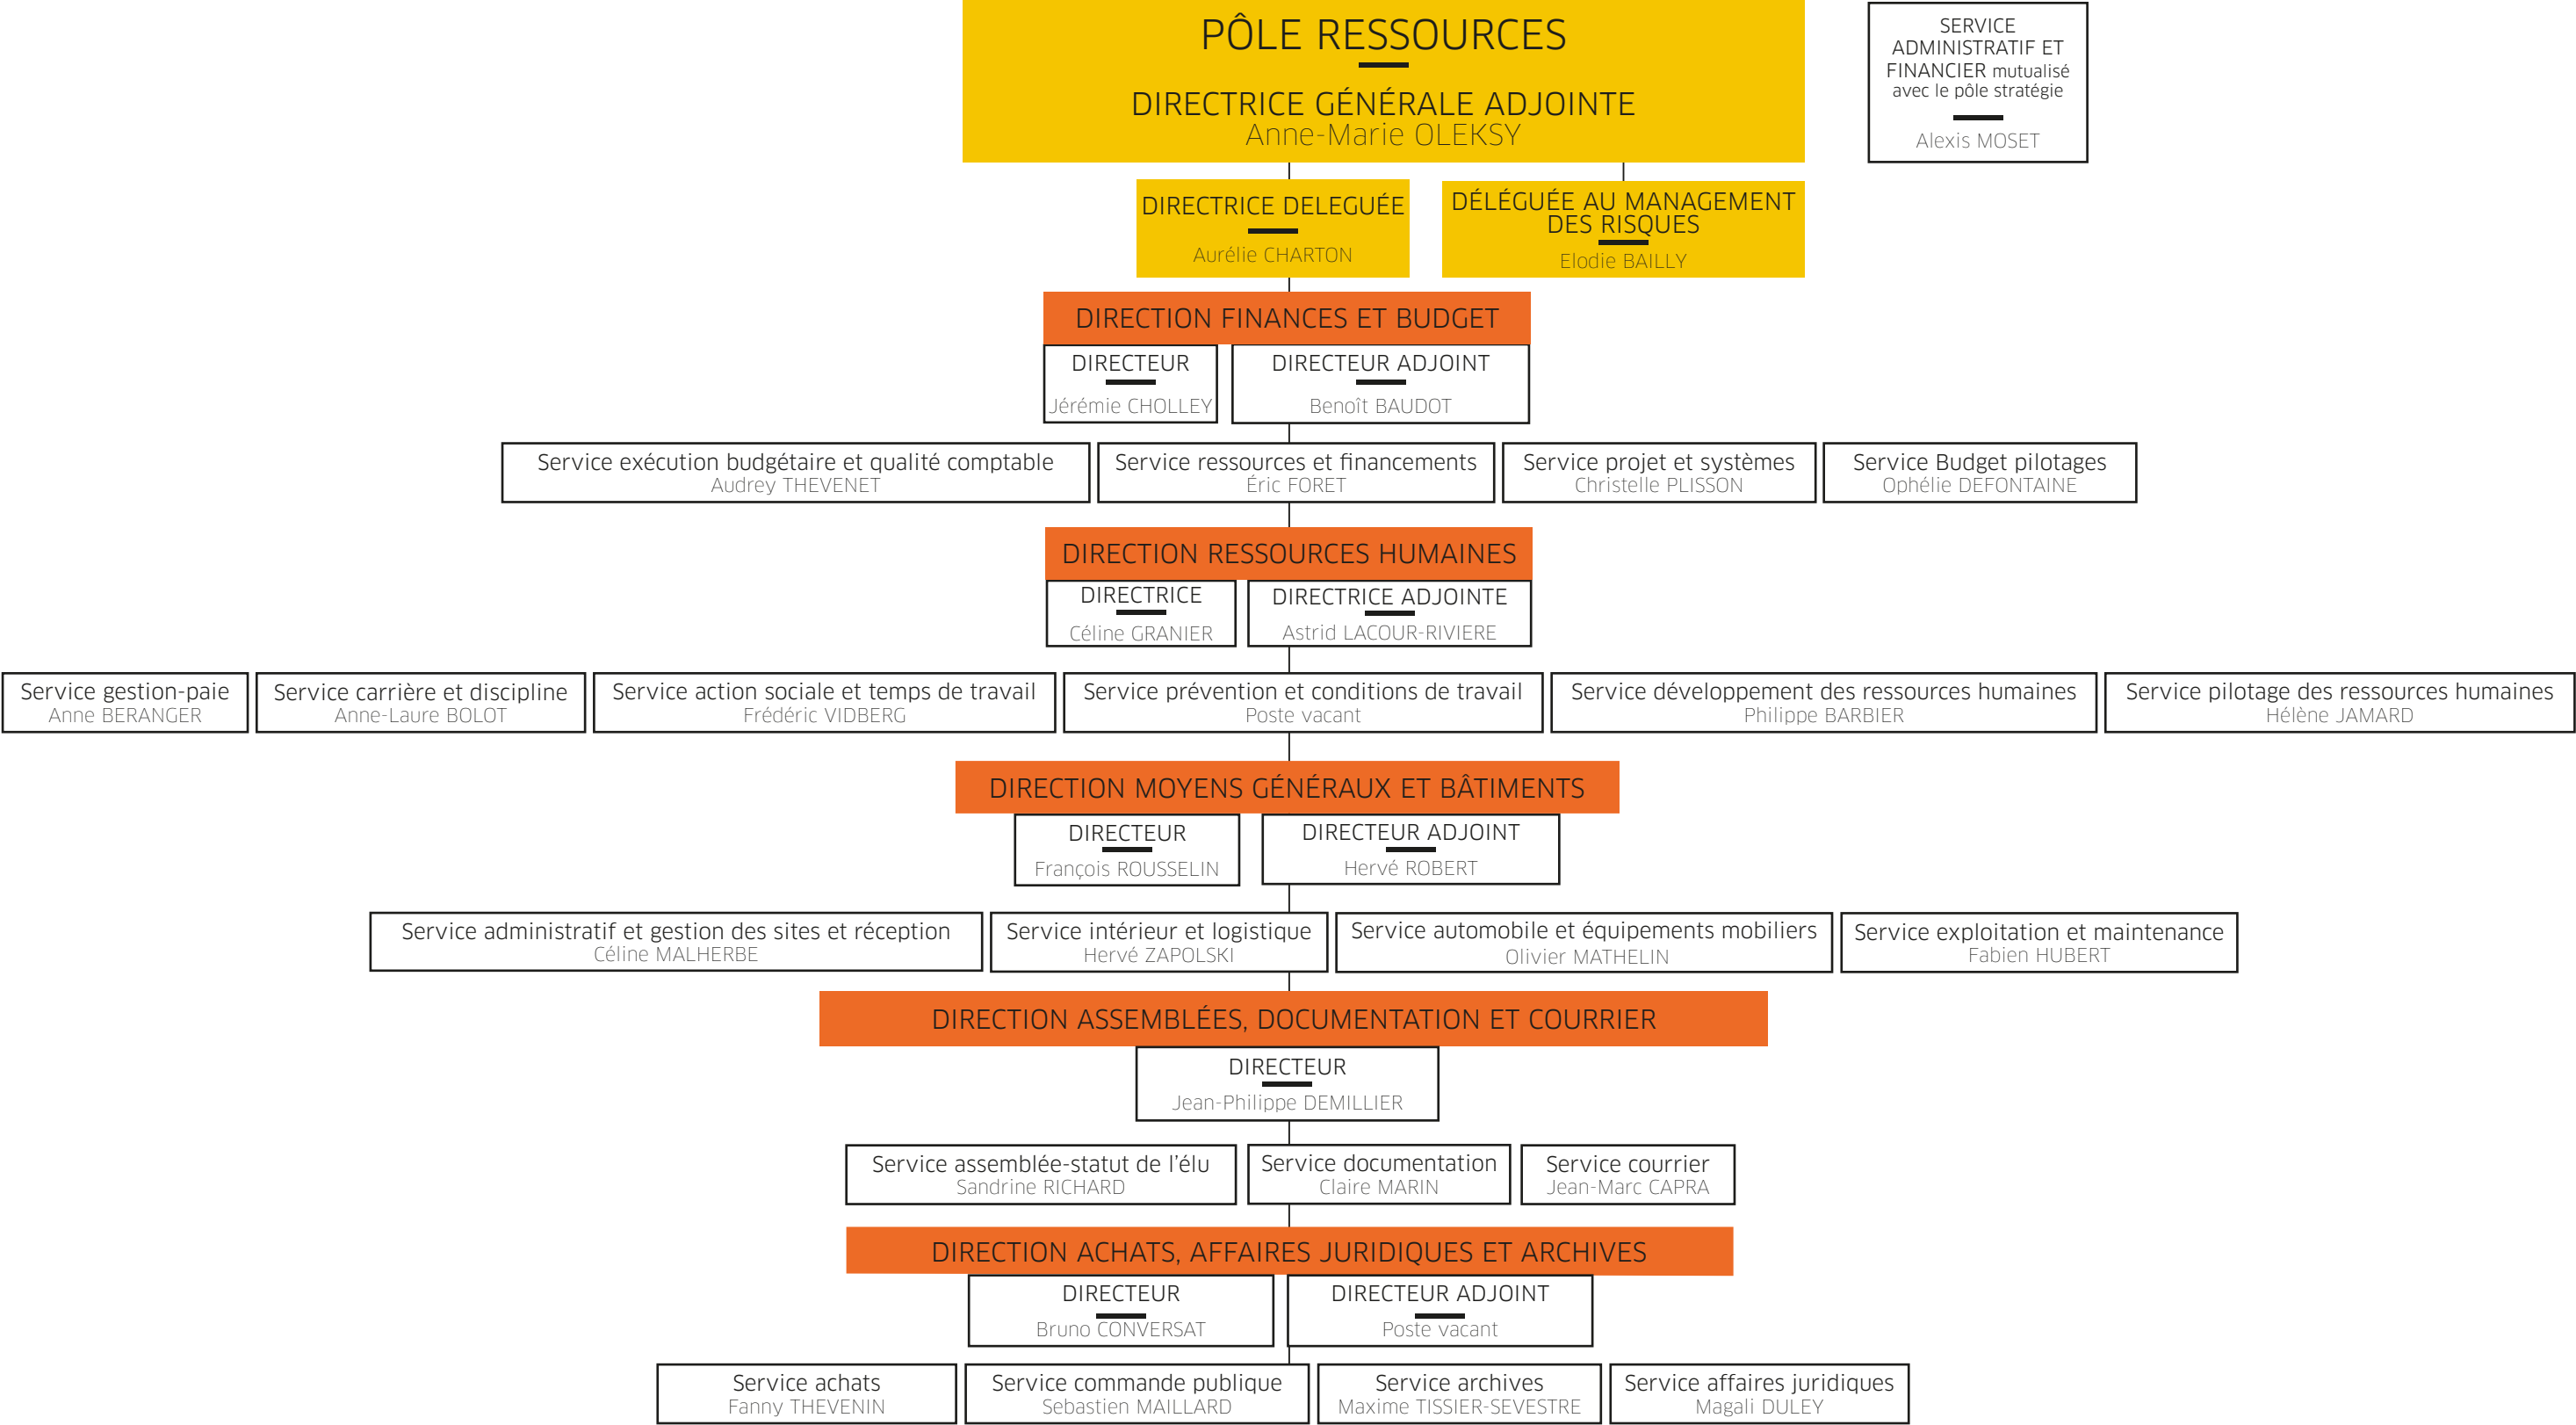 PÔLE RESSOURCES
DIRECTRICE GÉNÉRALE ADJOINTE
Anne-Marie OLEKSY
SERVICE
ADMINISTRATIF ET
FINANCIER mutualisé
avec le pôle stratégie
Alexis MOSET
DIRECTRICE DELEGUÉE
Aurélie CHARTON
DÉLÉGUÉE AU MANAGEMENT
DES RISQUES
Elodie BAILLY
DIRECTION FINANCES ET BUDGET
DIRECTEUR
Jérémie CHOLLEY
DIRECTEUR ADJOINT
Benoît BAUDOT
Service exécution budgétaire et qualité comptable
Audrey THEVENET
Service ressources et financements
Éric FORET
Service projet et systèmes
Christelle PLISSON
Service Budget pilotages
Ophélie DEFONTAINE
DIRECTION RESSOURCES HUMAINES
DIRECTRICE
Céline GRANIER
DIRECTRICE ADJOINTE
Astrid LACOUR-RIVIERE
Service gestion-paie
Anne BERANGER
Service carrière et discipline
Anne-Laure BOLOT
Service action sociale et temps de travail
Frédéric VIDBERG
Service prévention et conditions de travail
Poste vacant
Service développement des ressources humaines
Philippe BARBIER
Service pilotage des ressources humaines
Hélène JAMARD
DIRECTION MOYENS GÉNÉRAUX ET BÂTIMENTS
DIRECTEUR
François ROUSSELIN
DIRECTEUR ADJOINT
Hervé ROBERT
Service administratif et gestion des sites et réception
Céline MALHERBE
Service intérieur et logistique
Hervé ZAPOLSKI
Service automobile et équipements mobiliers
Olivier MATHELIN
Service exploitation et maintenance
Fabien HUBERT
DIRECTION ASSEMBLÉES, DOCUMENTATION ET COURRIER
DIRECTEUR
Jean-Philippe DEMILLIER
Service assemblée-statut de l’élu
Sandrine RICHARD
Service documentation
Claire MARIN
Service courrier
Jean-Marc CAPRA
DIRECTION ACHATS, AFFAIRES JURIDIQUES ET ARCHIVES
DIRECTEUR
Bruno CONVERSAT
DIRECTEUR ADJOINT
Poste vacant
Service achats
Fanny THEVENIN
Service commande publique
Sebastien MAILLARD
Service archives
Maxime TISSIER-SEVESTRE
Service affaires juridiques
Magali DULEY